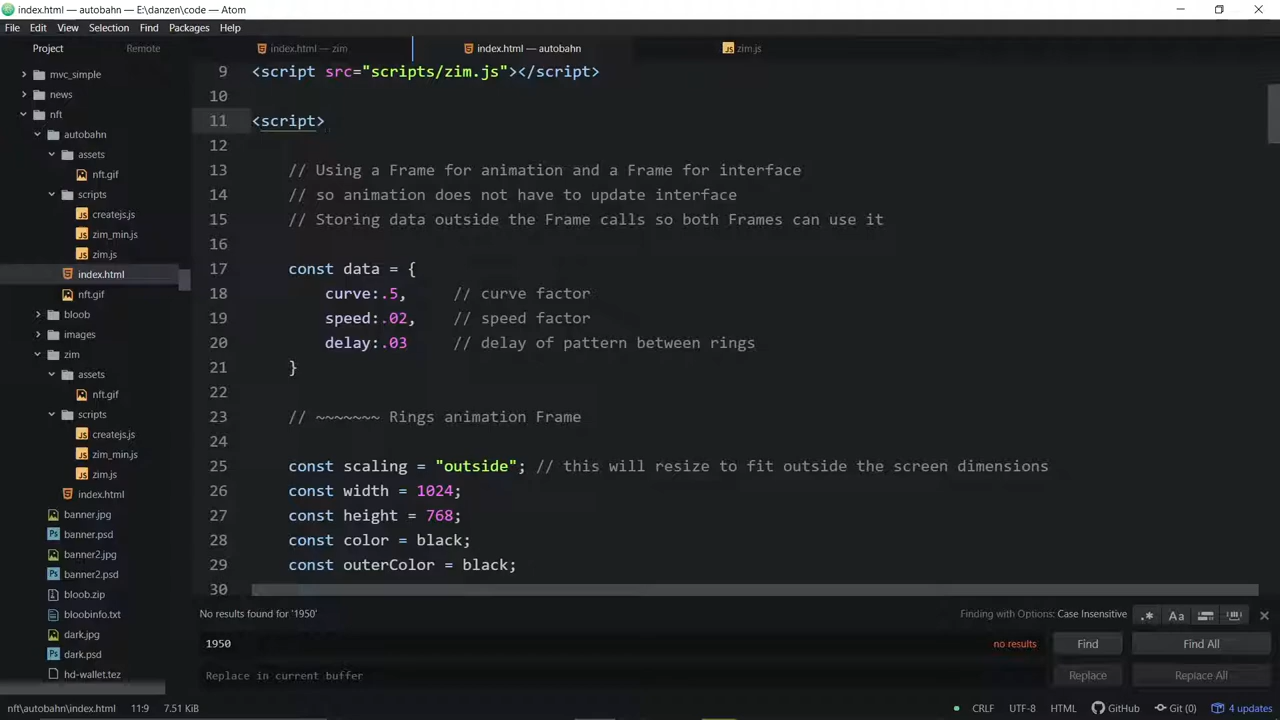 index.html — autobahn — E:\danzen\code — Atom
File Edit View Selection Find Packages Help
Project Remote
index.html — zim
index.html — autobahn
zim.js
mvc_simple
news
nft
autobahn
assets
nft.gif
scripts
createjs.js
zim_min.js
zim.js
index.html
nft.gif
bloob
images
zim
assets
nft.gif
scripts
createjs.js
zim_min.js
zim.js
index.html
banner.jpg
banner.psd
banner2.jpg
banner2.psd
bloob.zip
bloobinfo.txt
dark.jpg
dark.psd
hd-wallet.tez
9 <script src="scripts/zim.js"></script>
10
11 <script>
12
13 // Using a Frame for animation and a Frame for interface
14 // so animation does not have to update interface
15 // Storing data outside the Frame calls so both Frames can use it
16
17 const data = {
18 curve:.5, // curve factor
19 speed:.02, // speed factor
20 delay:.03 // delay of pattern between rings
21 }
22
23 // ~~~~~~~ Rings animation Frame
24
25 const scaling = "outside"; // this will resize to fit outside the screen dimensions
26 const width = 1024;
27 const height = 768;
28 const color = black;
29 const outerColor = black;
30
No results found for '1950'
Finding with Options: Case Insensitive
.* Aa
1950 no results Find Find All
Replace in current buffer Replace Replace All
nft\autobahn\index.html 11:9 7.51 KiB CRLF UTF-8 HTML GitHub Git (0) 4 updates